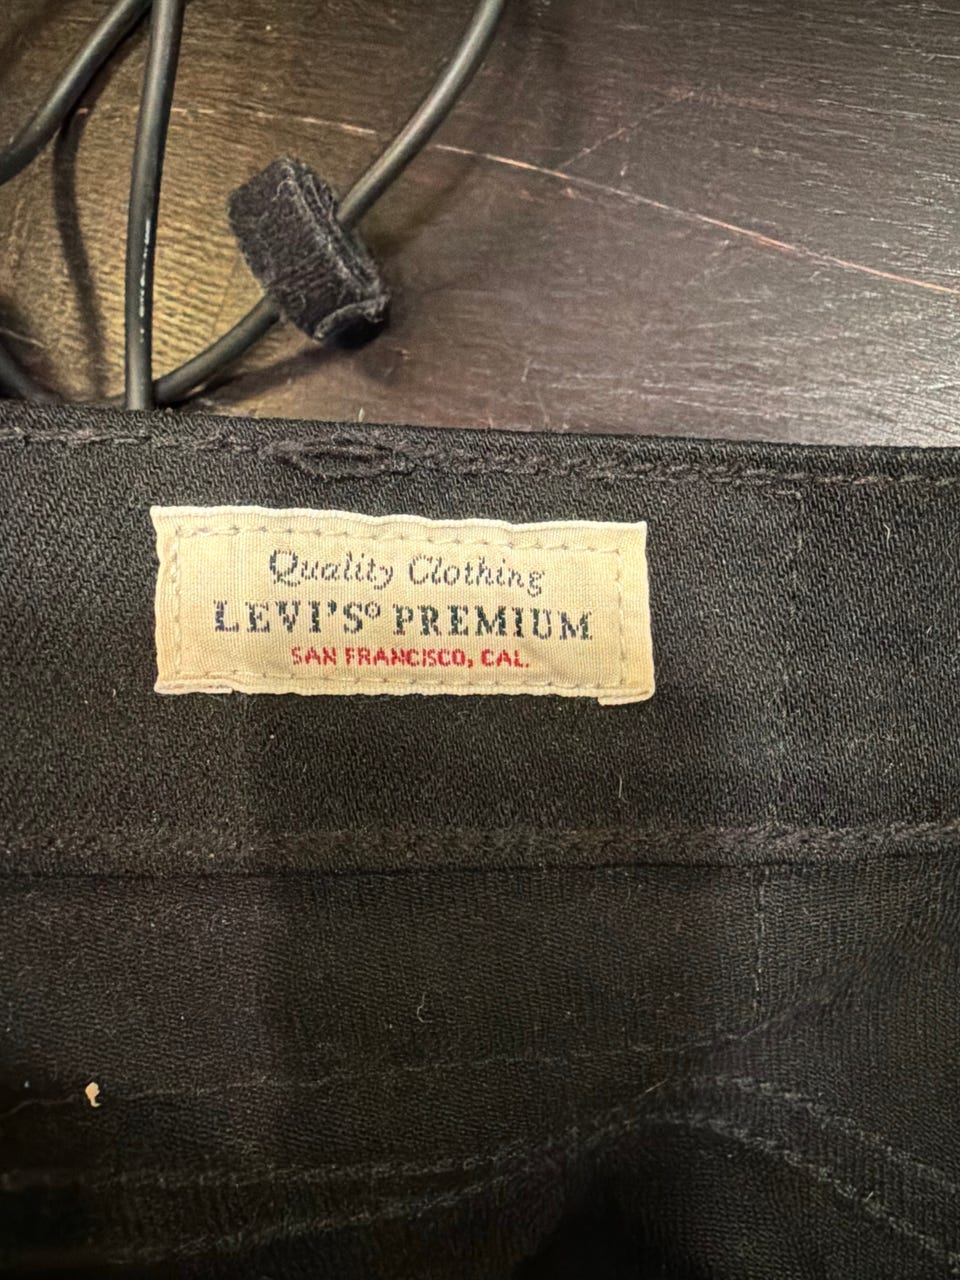 Quality Clothing
LEVI'S® PREMIUM
SAN FRANCISCO, CAL.